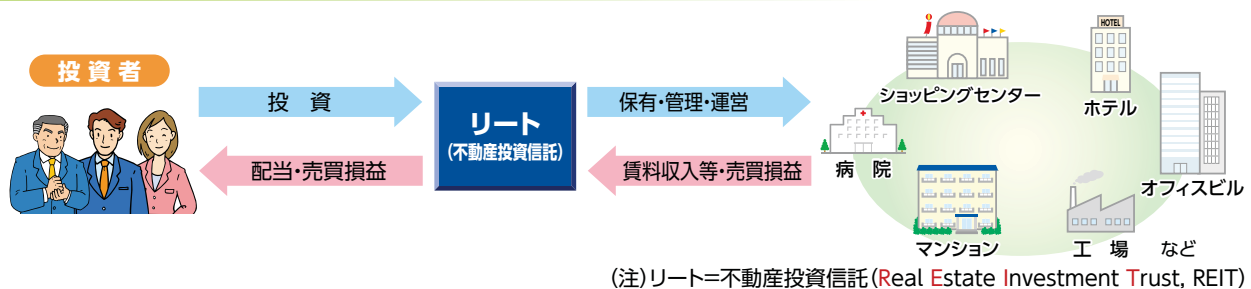 投資者
投 資
配当・売買損益
リート
(不動産投資信託)
保有・管理・運営
賃料収入等・売買損益
ショッピングセンター
HOTEL
ホテル
病 院
オフィスビル
マンション
工 場 など
(注)リート=不動産投資信託(Real Estate Investment Trust, REIT)